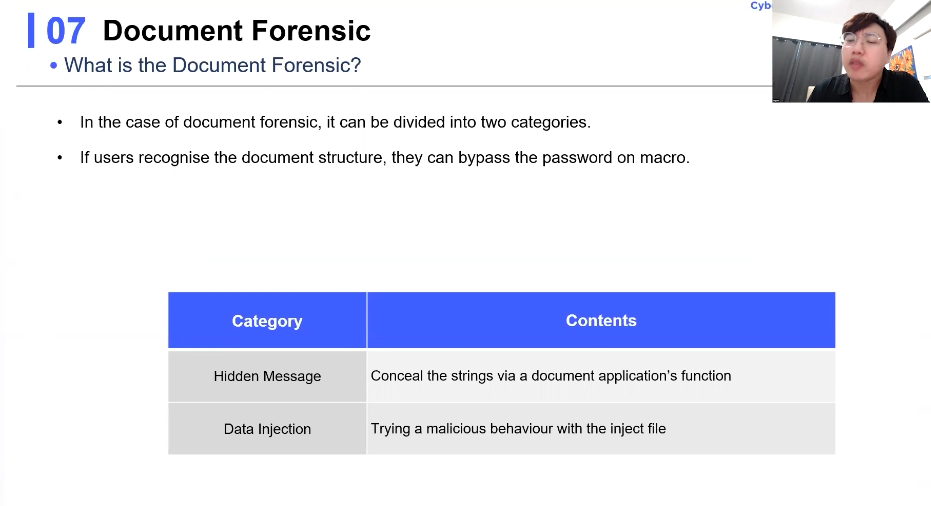 07 Document Forensic
• What is the Document Forensic?
• In the case of document forensic, it can be divided into two categories.
• If users recognise the document structure, they can bypass the password on macro.
Category Contents
Hidden Message Conceal the strings via a document application's function
Data Injection Trying a malicious behaviour with the inject file